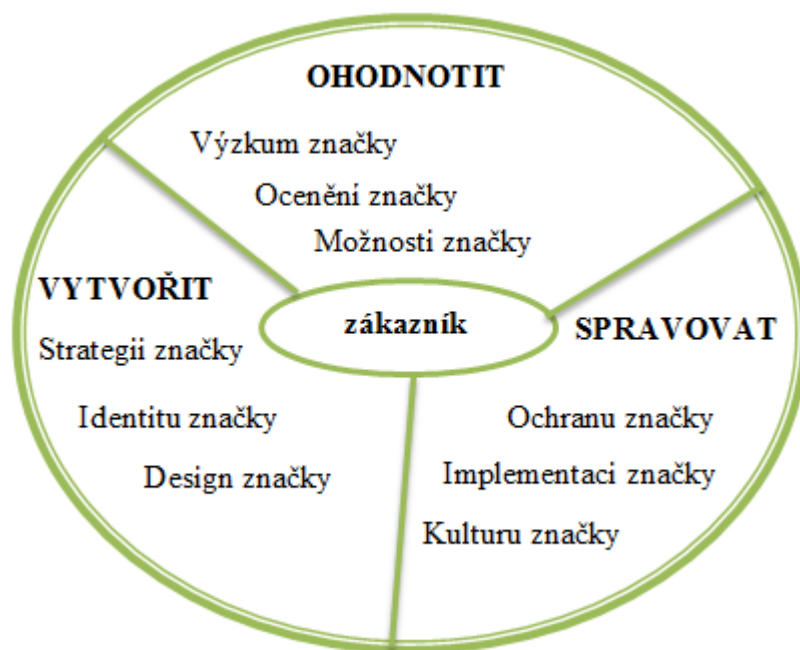 OHODNOTIT
Výzkum značky
Ocenění značky
Možnosti značky
VYTVOŘIT
Strategii značky
Identitu značky
Design značky
zákazník
SPRAVOVAT
Ochranu značky
Implementaci značky
Kulturu značky